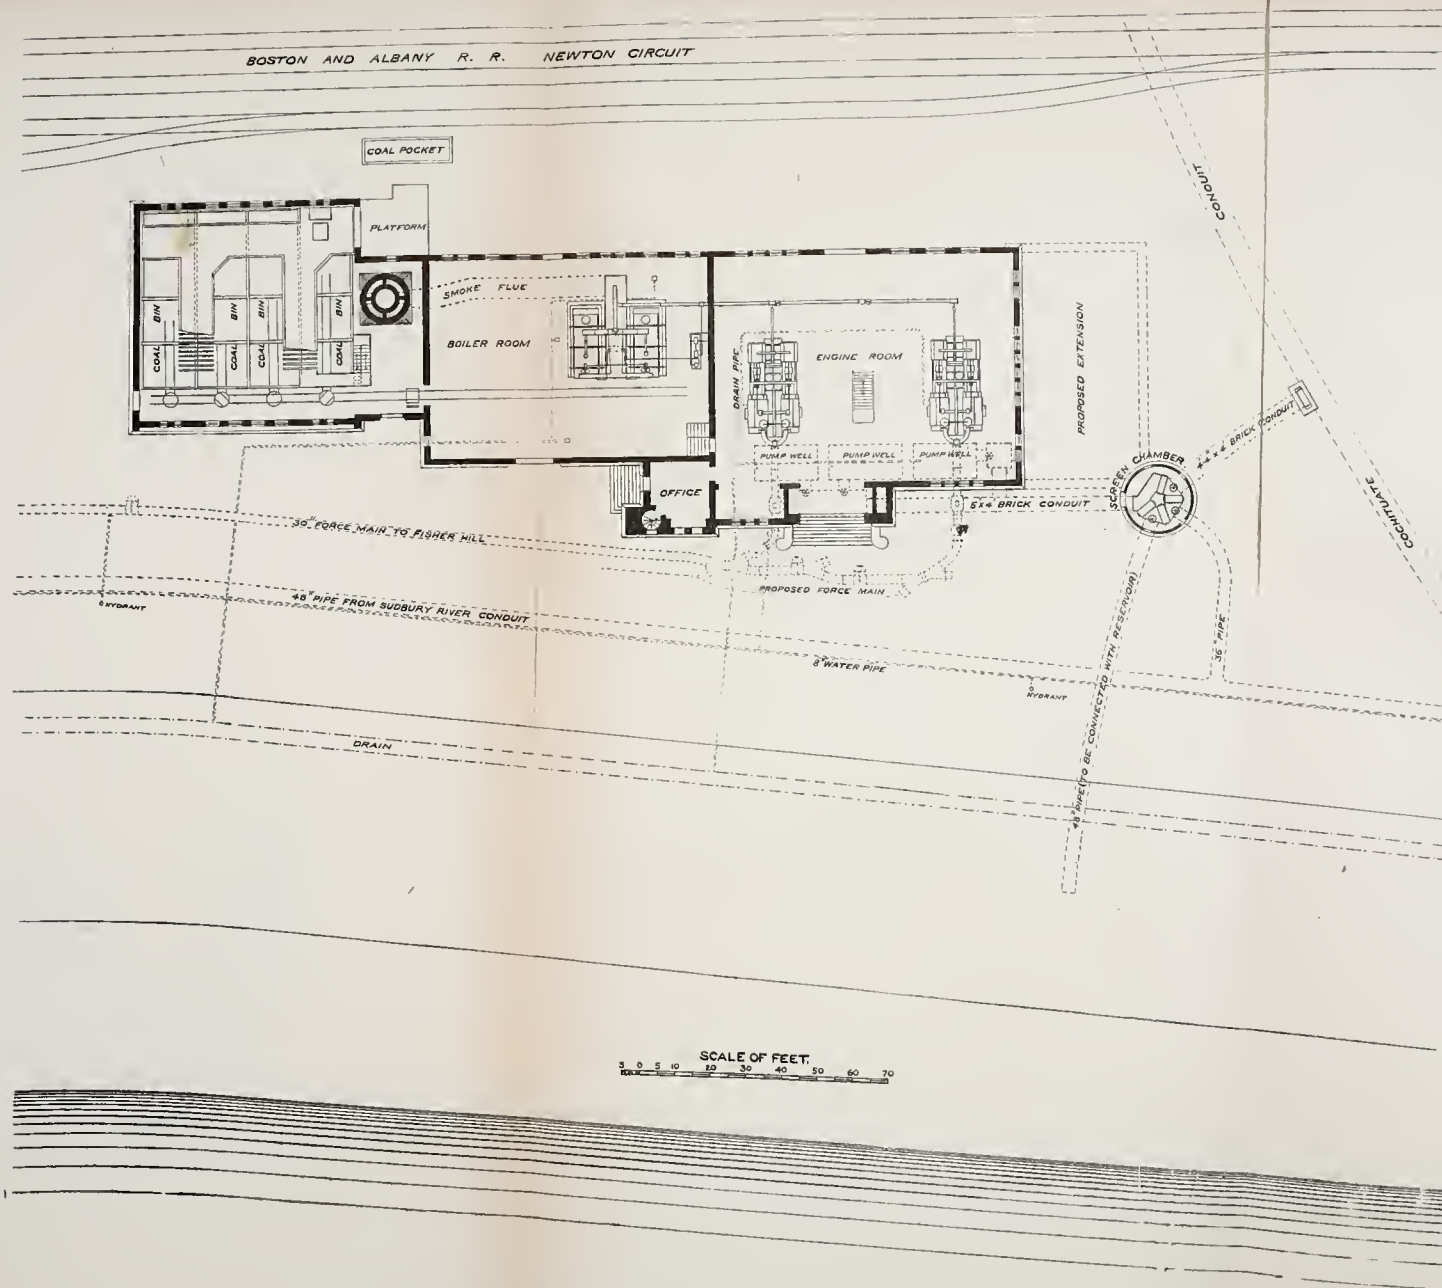 BOSTON AND ALBANY R. R. NEWTON CIRCUIT
COAL POCKET
CONDUIT
PLATFORM
SMOKE FLUE
BOILER ROOM
COAL BIN
COAL BIN
COAL BIN
COAL BIN
DRAIN PIPE
ENGINE ROOM
PROPOSED EXTENSION
4x4 BRICK CONDUIT
PUMP WELL
PUMP WELL
PUMP WELL
SCREEN CHAMBER
OFFICE
5x4 BRICK CONDUIT
COCHITUATE
30" FORCE MAIN TO FISHER HILL
PROPOSED FORCE MAIN
HYDRANT
48" PIPE FROM SUDBURY RIVER CONDUIT
36" PIPE
8" WATER PIPE
HYDRANT
48" PIPE (TO BE CONNECTED WITH RESERVOIR)
DRAIN
SCALE OF FEET.
5 0 5 10 20 30 40 50 60 70